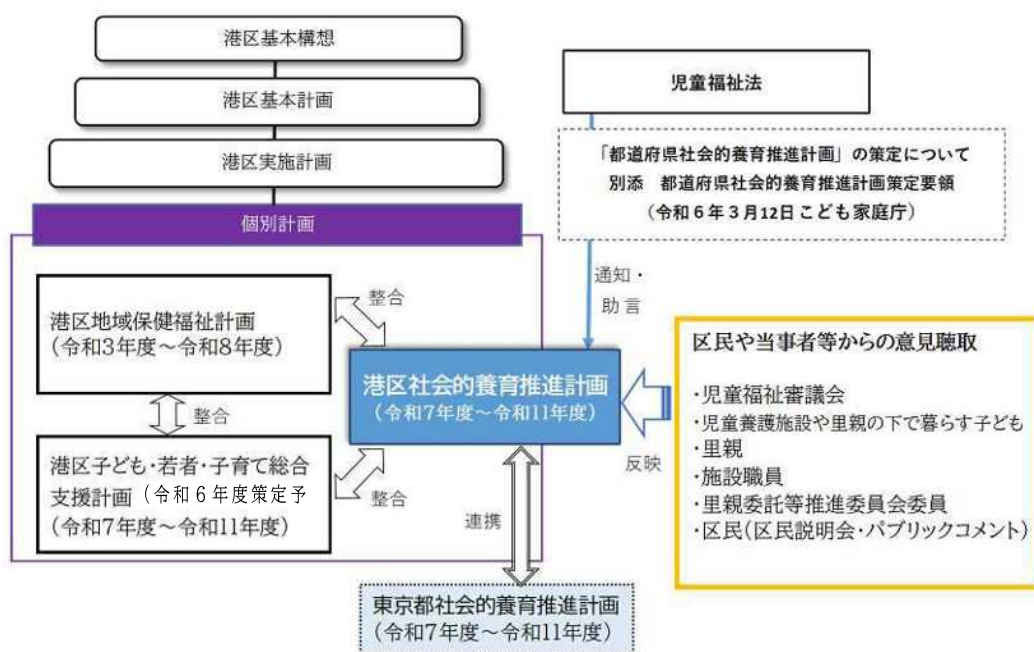 港区基本構想
港区基本計画
港区実施計画
個別計画
児童福祉法
「都道府県社会的養育推進計画」の策定について
別添 都道府県社会的養育推進計画策定要領
(令和6年3月12日こども家庭庁)
通知・
助言
港区地域保健福祉計画
(令和3年度~令和8年度)
整合
整合
港区子ども・若者・子育て総合
支援計画(令和6年度策定予
(令和7年度~令和11年度)
整合
港区社会的養育推進計画
(令和7年度~令和11年度)
反映
区民や当事者等からの意見聴取
・児童福祉審議会
・児童養護施設や里親の下で暮らす子ども
・里親
・施設職員
・里親委託等推進委員会委員
・区民(区民説明会・パブリックコメント)
連携
東京都社会的養育推進計画
(令和7年度~令和11年度)